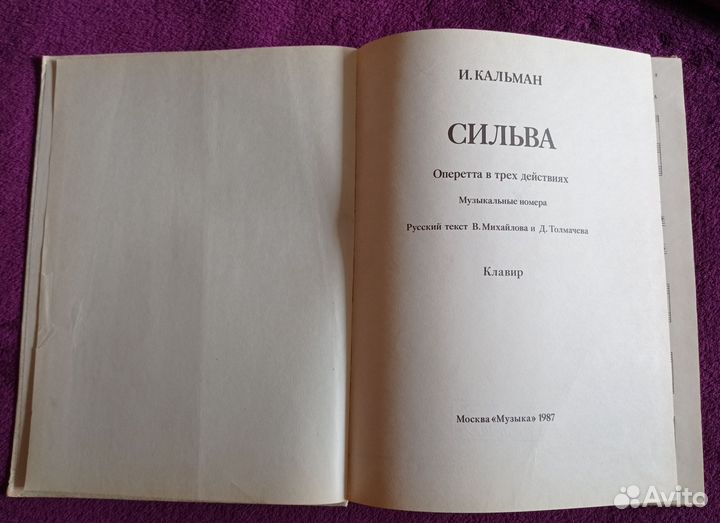 И. КАЛЬМАН
СИЛЬВА
Оперетта в трех действиях
Музыкальные номера
Русский текст В. Михайлова и Д. Толмачева
Клавир
Москва «Музыка» 1987
Avito